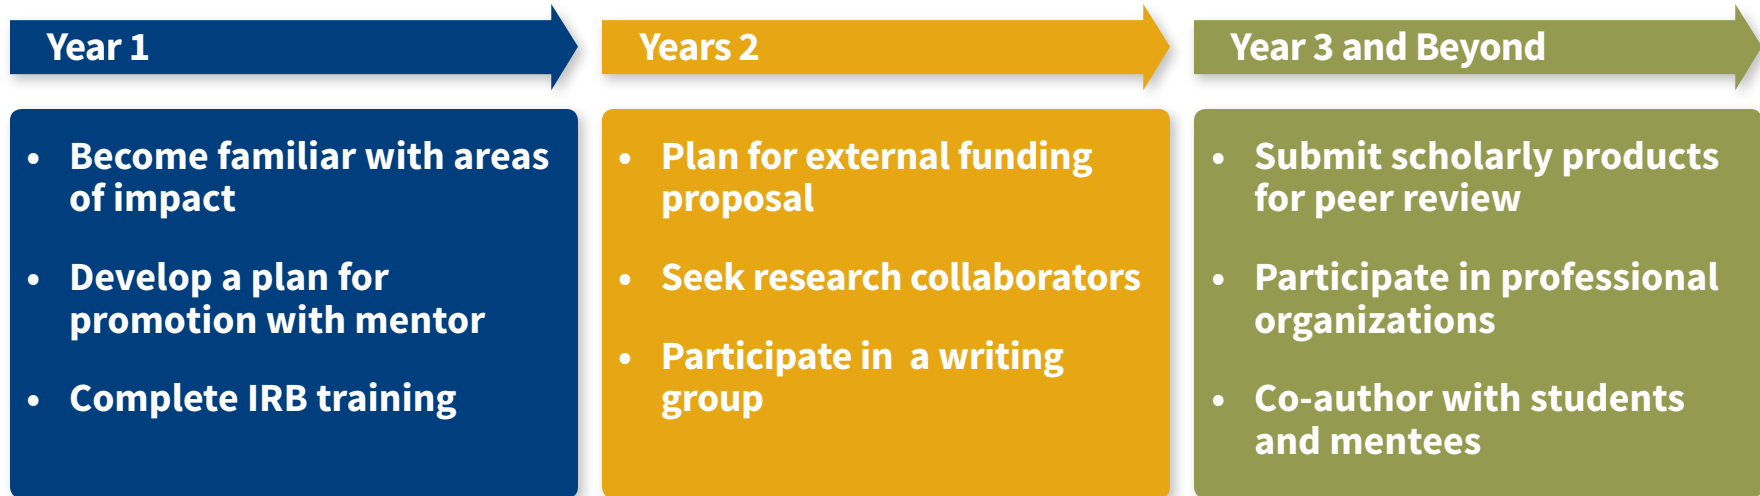 Year 1
• Become familiar with areas
of impact
• Develop a plan for
promotion with mentor
• Complete IRB training
Years 2
• Plan for external funding
proposal
• Seek research collaborators
• Participate in  a writing
group
Year 3 and Beyond
• Submit scholarly products
for peer review
• Participate in professional
organizations
• Co-author with students
and mentees